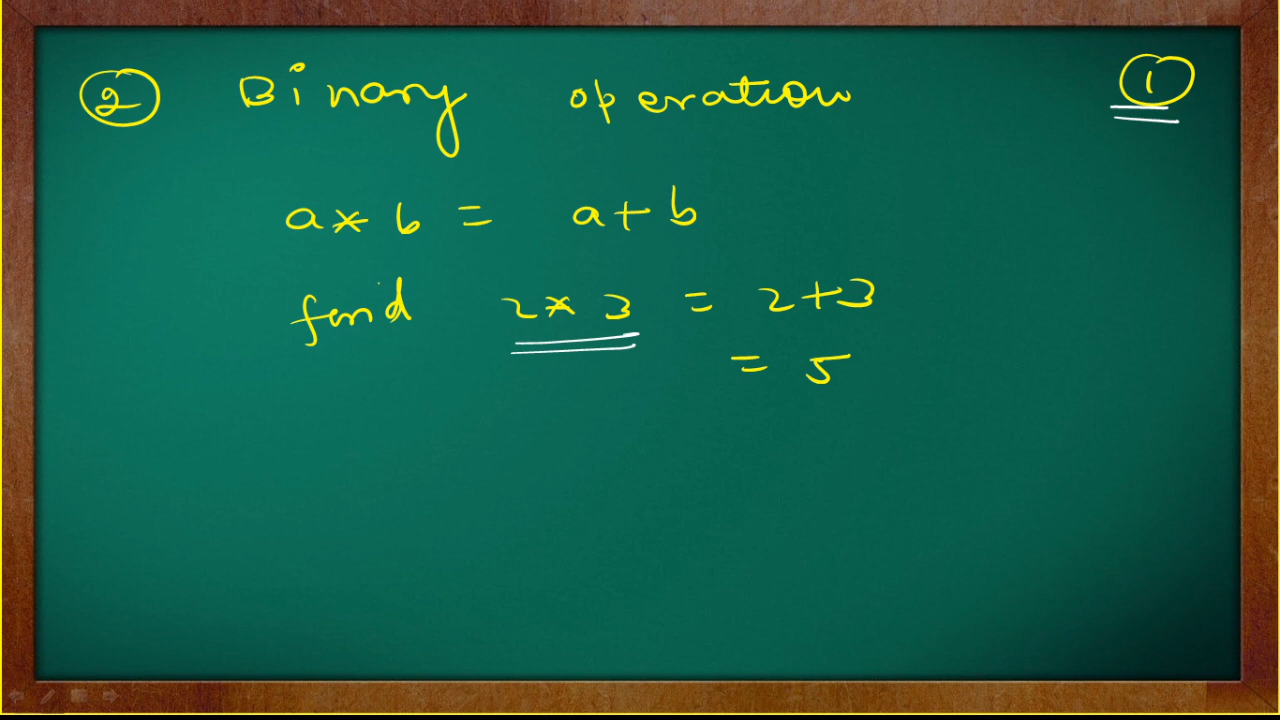 2 Binary operation 1
a * b = a + b
find 2 * 3 = 2 + 3
= 5